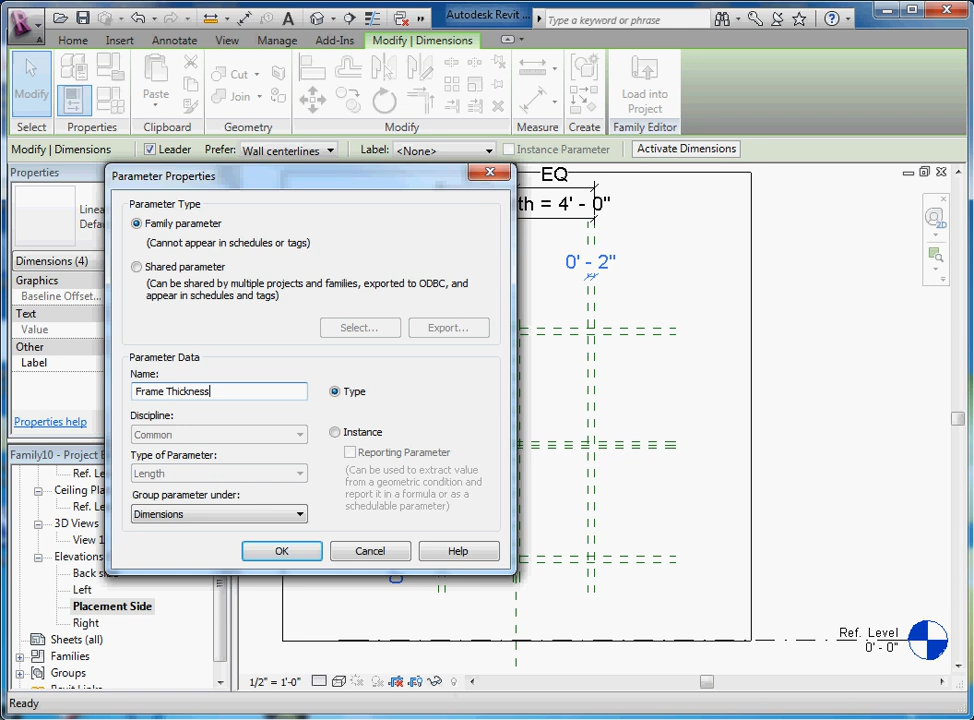 Autodesk Revit ...
Type a keyword or phrase
Home Insert Annotate View Manage Add-Ins Modify | Dimensions
Modify
Paste
Cut
Join
Load into
Project
Select Properties Clipboard Geometry Modify Measure Create Family Editor
Modify | Dimensions Leader Prefer: Wall centerlines Label: <None> Instance Parameter Activate Dimensions
Properties
Linea
Defa
Dimensions (4)
Graphics
Baseline Offset...
Text
Value
Other
Label
Properties help
Parameter Properties
Parameter Type
Family parameter
(Cannot appear in schedules or tags)
Shared parameter
(Can be shared by multiple projects and families, exported to ODBC, and
appear in schedules and tags)
Select... Export...
Parameter Data
Name:
Frame Thickness
Type
Discipline:
Common
Instance
Reporting Parameter
Type of Parameter:
Length
(Can be used to extract value
from a geometric condition and
report it in a formula or as a
schedulable parameter)
Group parameter under:
Dimensions
OK Cancel Help
EQ
th = 4' - 0"
0' - 2"
2D
Family10 - Project B
Ref. Le
Ceiling Pla
Ref. Le
3D Views
View 1
Elevations
Back si
Left
Placement Side
Right
Sheets (all)
Families
Groups
Revit Links
Ref. Level
0' - 0"
1/2" = 1'-0"
Ready